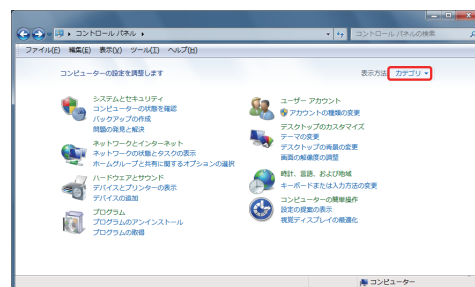 コントロール パネル
コントロール パネルの検索
ファイル(F) 編集(E) 表示(V) ツール(T) ヘルプ(H)
コンピューターの設定を調整します
表示方法: カテゴリ
システムとセキュリティ
コンピューターの状態を確認
バックアップの作成
問題の発見と解決
ネットワークとインターネット
ネットワークの状態とタスクの表示
ホームグループと共有に関するオプションの選択
ハードウェアとサウンド
デバイスとプリンターの表示
デバイスの追加
プログラム
プログラムのアンインストール
プログラムの取得
ユーザー アカウント
アカウントの種類の変更
デスクトップのカスタマイズ
テーマの変更
デスクトップの背景の変更
画面の解像度の調整
時計、言語、および地域
キーボードまたは入力方法の変更
コンピューターの簡単操作
設定の提案の表示
視覚ディスプレイの最適化
コンピューター